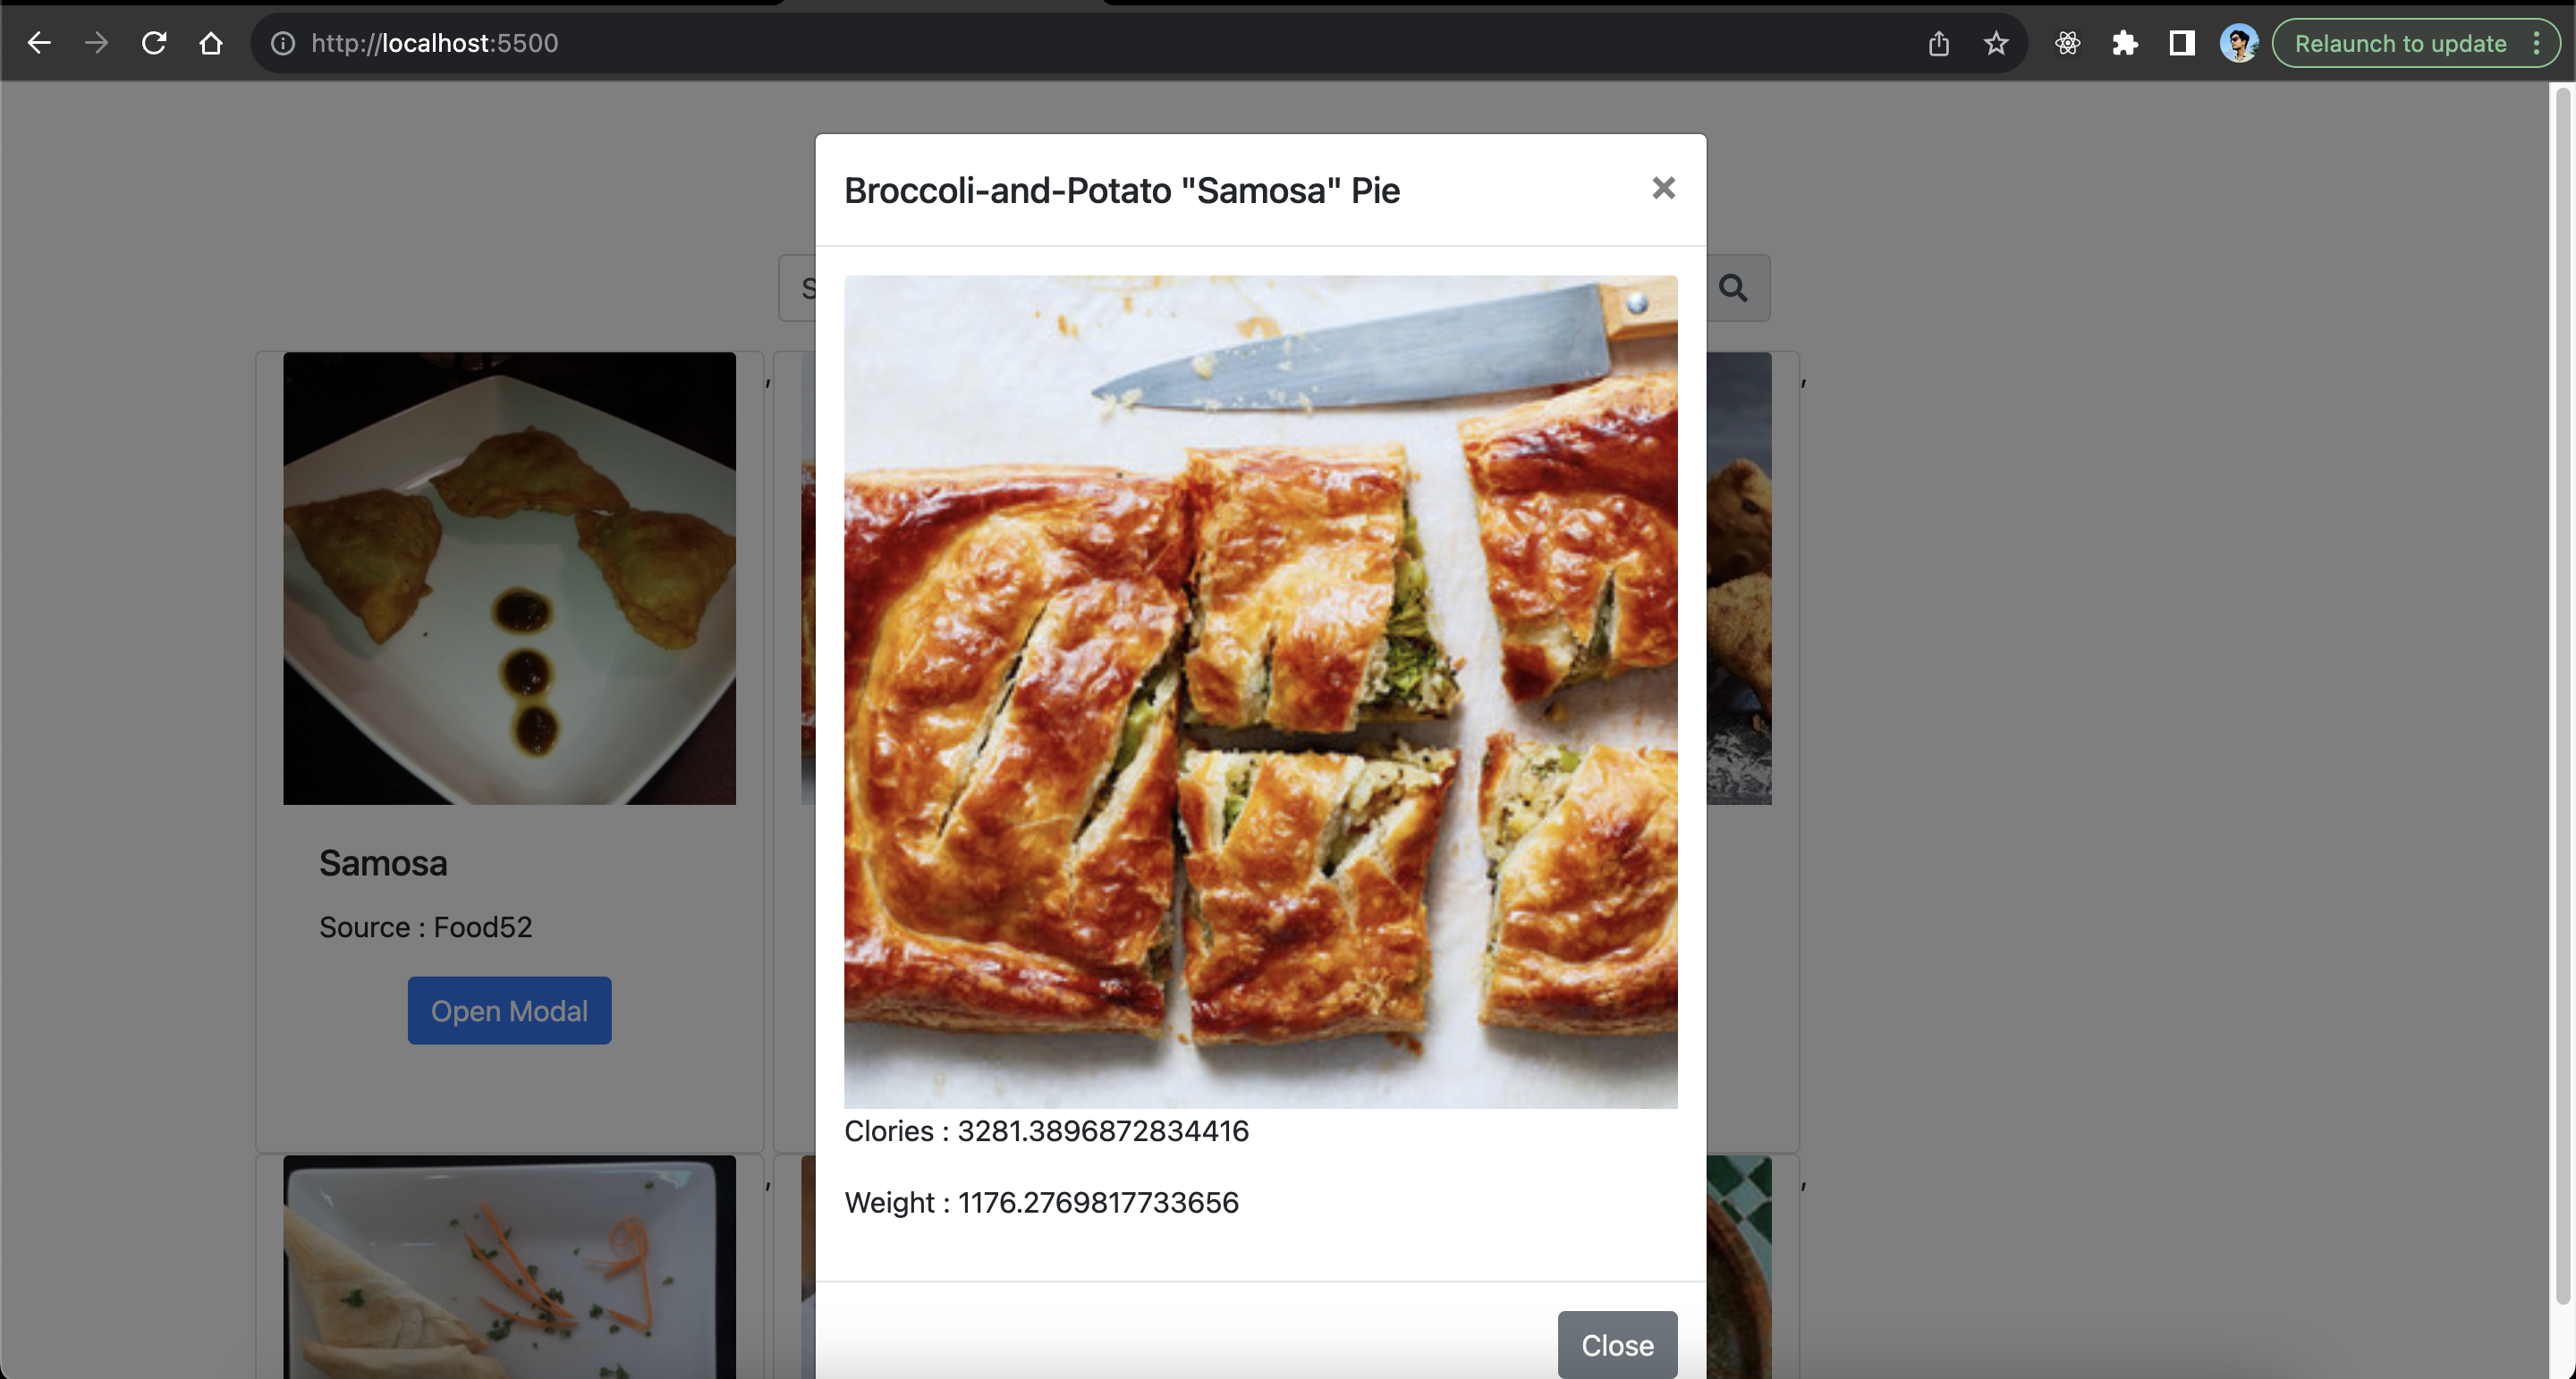 http://localhost:5500
Relaunch to update
Broccoli-and-Potato "Samosa" Pie
S
,
,
Samosa
Source : Food52
Open Modal
Clories : 3281.3896872834416
,
,
Weight : 1176.2769817733656
Close